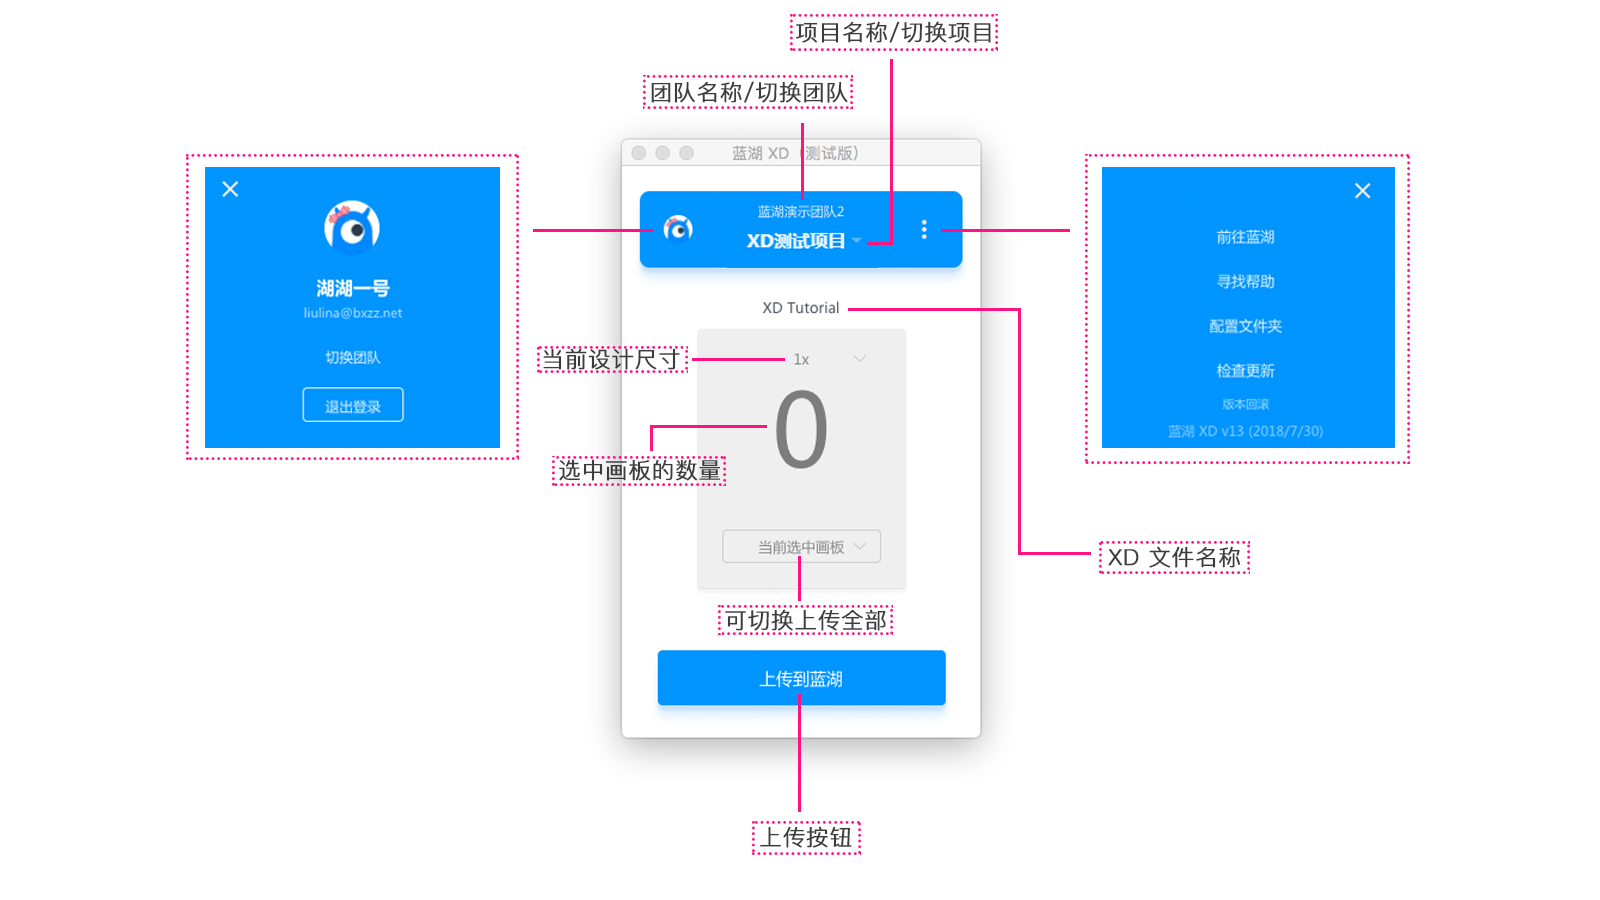 项目名称/切换项目
团队名称/切换团队
蓝湖 XD（测试版）
蓝湖演示团队2
XD测试项目
湖湖一号
liulina@bxzz.net
切换团队
退出登录
前往蓝湖
寻找帮助
配置文件夹
检查更新
版本回滚
蓝湖 XD v13 (2018/7/30)
XD Tutorial
当前设计尺寸
1x
0
选中画板的数量
当前选中画板
XD 文件名称
可切换上传全部
上传到蓝湖
上传按钮